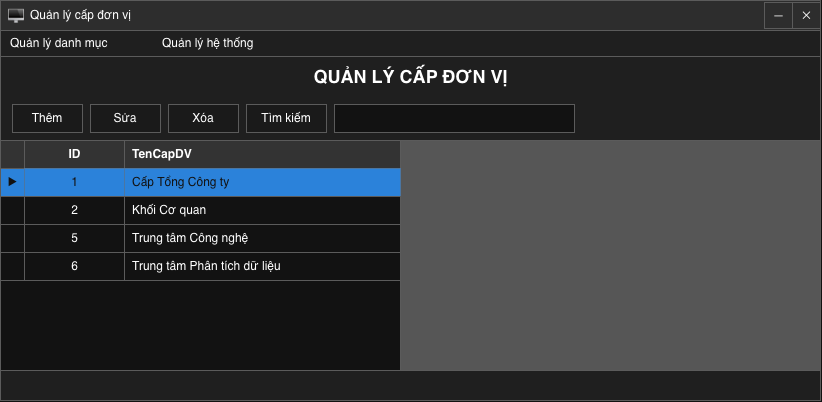 Quản lý cấp đơn vị
Quản lý danh mục Quản lý hệ thống
QUẢN LÝ CẤP ĐƠN VỊ
Thêm Sửa Xóa Tìm kiếm
ID TenCapDV
1 Cấp Tổng Công ty
2 Khối Cơ quan
5 Trung tâm Công nghệ
6 Trung tâm Phân tích dữ liệu